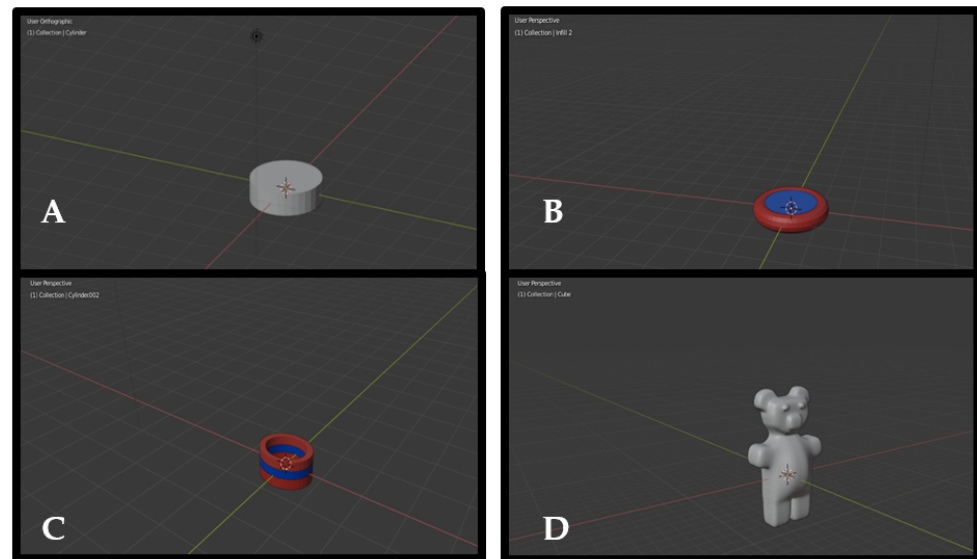 User Orthographic
(1) Collection | Cylinder
A
User Perspective
(1) Collection | Infill 2
B
User Perspective
(1) Collection | Cylinder002
C
User Perspective
(1) Collection | Cube
D